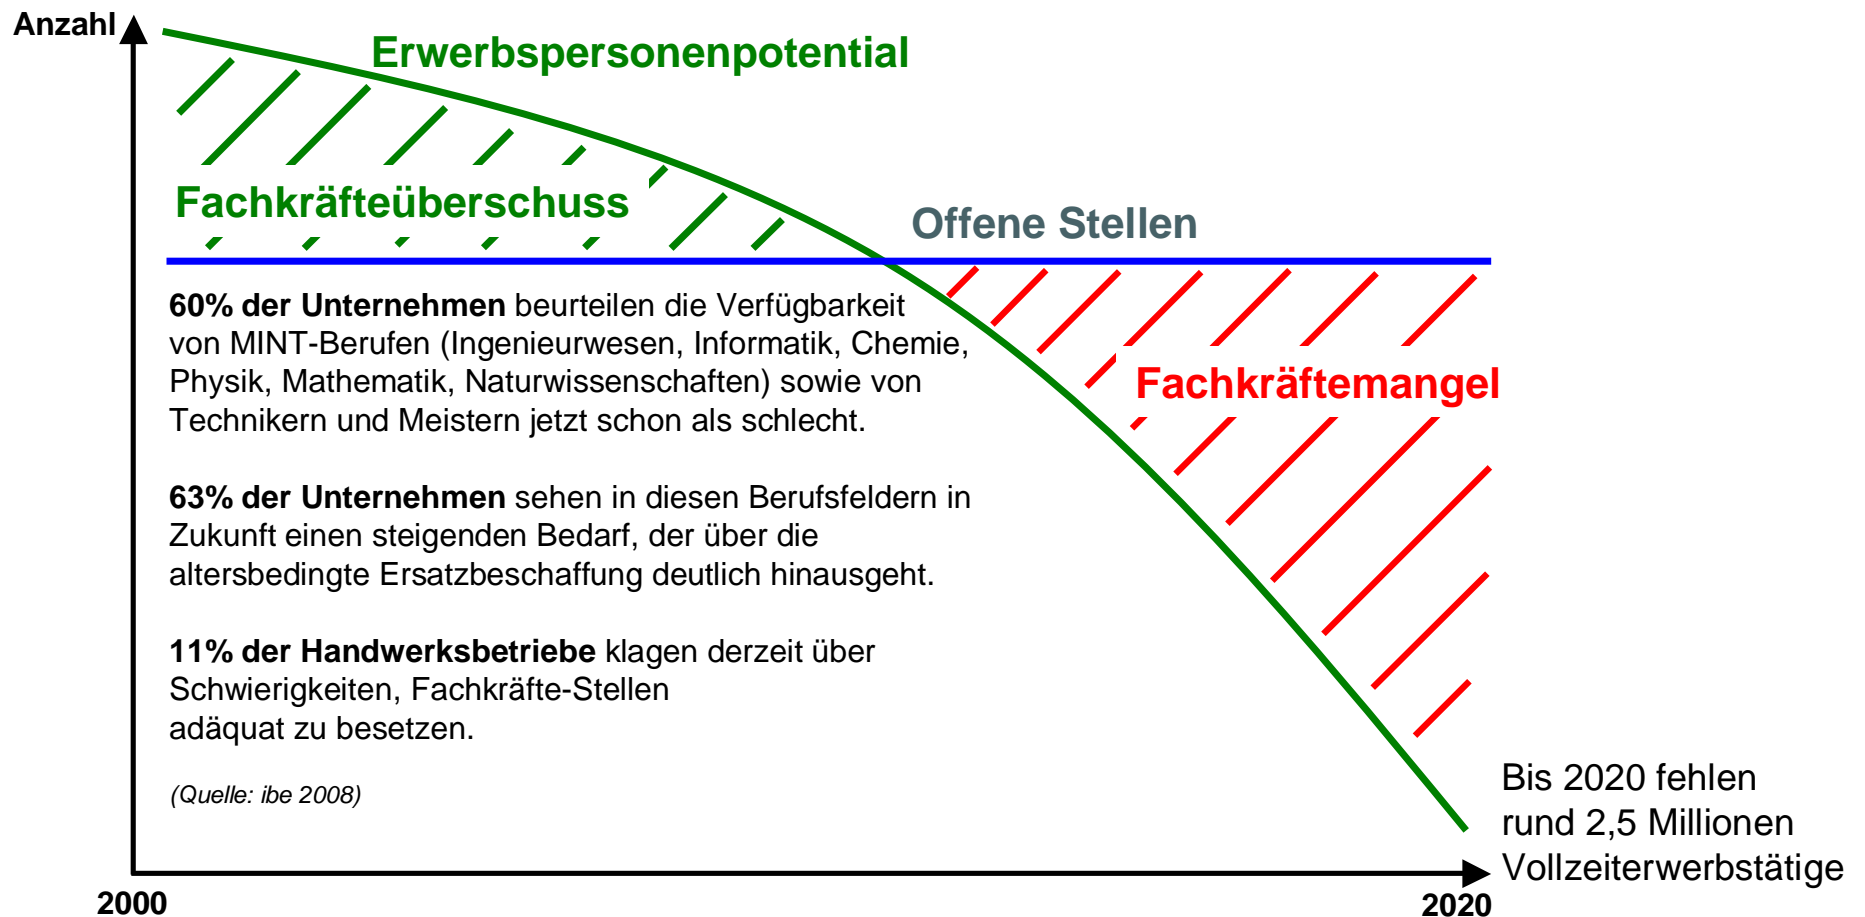 Anzahl
Erwerbspersonenpotential
Fachkräfteüberschuss
Offene Stellen
60% der Unternehmen beurteilen die Verfügbarkeit
von MINT-Berufen (Ingenieurwesen, Informatik, Chemie,
Physik, Mathematik, Naturwissenschaften) sowie von
Technikern und Meistern jetzt schon als schlecht.
Fachkräftemangel
63% der Unternehmen sehen in diesen Berufsfeldern in
Zukunft einen steigenden Bedarf, der über die
altersbedingte Ersatzbeschaffung deutlich hinausgeht.
11% der Handwerksbetriebe klagen derzeit über
Schwierigkeiten, Fachkräfte-Stellen
adäquat zu besetzen.
(Quelle: ibe 2008)
Bis 2020 fehlen
rund 2,5 Millionen
Vollzeiterwerbstätige
2000
2020